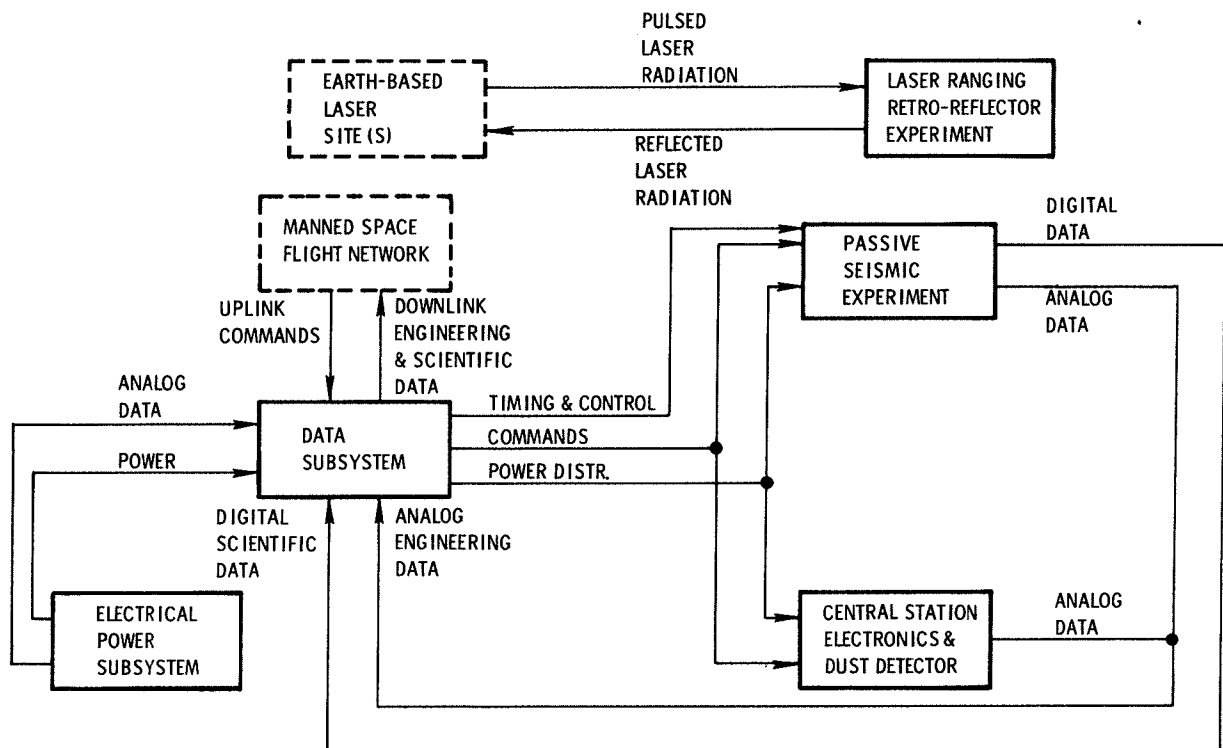 PULSED
LASER
RADIATION
EARTH-BASED
LASER
SITE (S)
LASER RANGING
RETRO-REFLECTOR
EXPERIMENT
REFLECTED
LASER
RADIATION
MANNED SPACE
FLIGHT NETWORK
PASSIVE
SEISMIC
EXPERIMENT
DIGITAL
DATA
ANALOG
DATA
UPLINK
COMMANDS
DOWNLINK
ENGINEERING
& SCIENTIFIC
DATA
ANALOG
DATA
POWER
DATA
SUBSYSTEM
TIMING & CONTROL
COMMANDS
POWER DISTR.
DIGITAL
SCIENTIFIC
DATA
ANALOG
ENGINEERING
DATA
ELECTRICAL
POWER
SUBSYSTEM
CENTRAL STATION
ELECTRONICS &
DUST DETECTOR
ANALOG
DATA